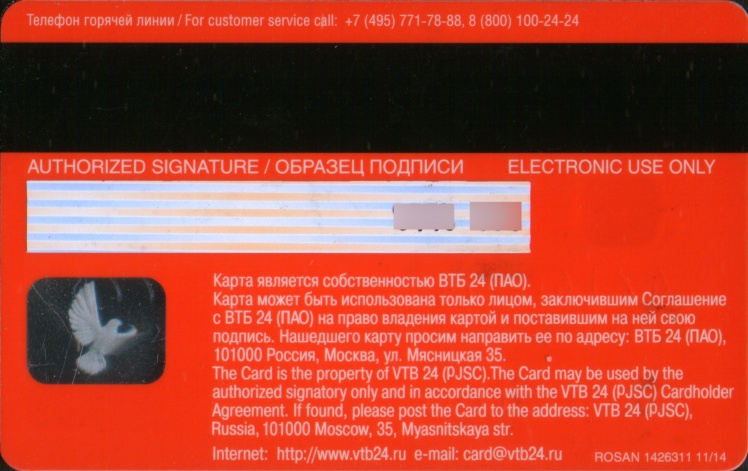 Телефон горячей линии / For customer service call: +7 (495) 771-78-88, 8 (800) 100-24-24
AUTHORIZED SIGNATURE / ОБРАЗЕЦ ПОДПИСИ ELECTRONIC USE ONLY
Карта является собственностью ВТБ 24 (ПАО).
Карта может быть использована только лицом, заключившим Соглашение
с ВТБ 24 (ПАО) на право владения картой и поставившим на ней свою
подпись. Нашедшего карту просим направить ее по адресу: ВТБ 24 (ПАО),
101000 Россия, Москва, ул. Мясницкая 35.
The Card is the property of VTB 24 (PJSC).The Card may be used by the
authorized signatory only and in accordance with the VTB 24 (PJSC) Cardholder
Agreement. If found, please post the Card to the address: VTB 24 (PJSC),
Russia, 101000 Moscow, 35, Myasnitskaya str.
Internet: http://www.vtb24.ru e-mail: card@vtb24.ru ROSAN 1426311 11/14